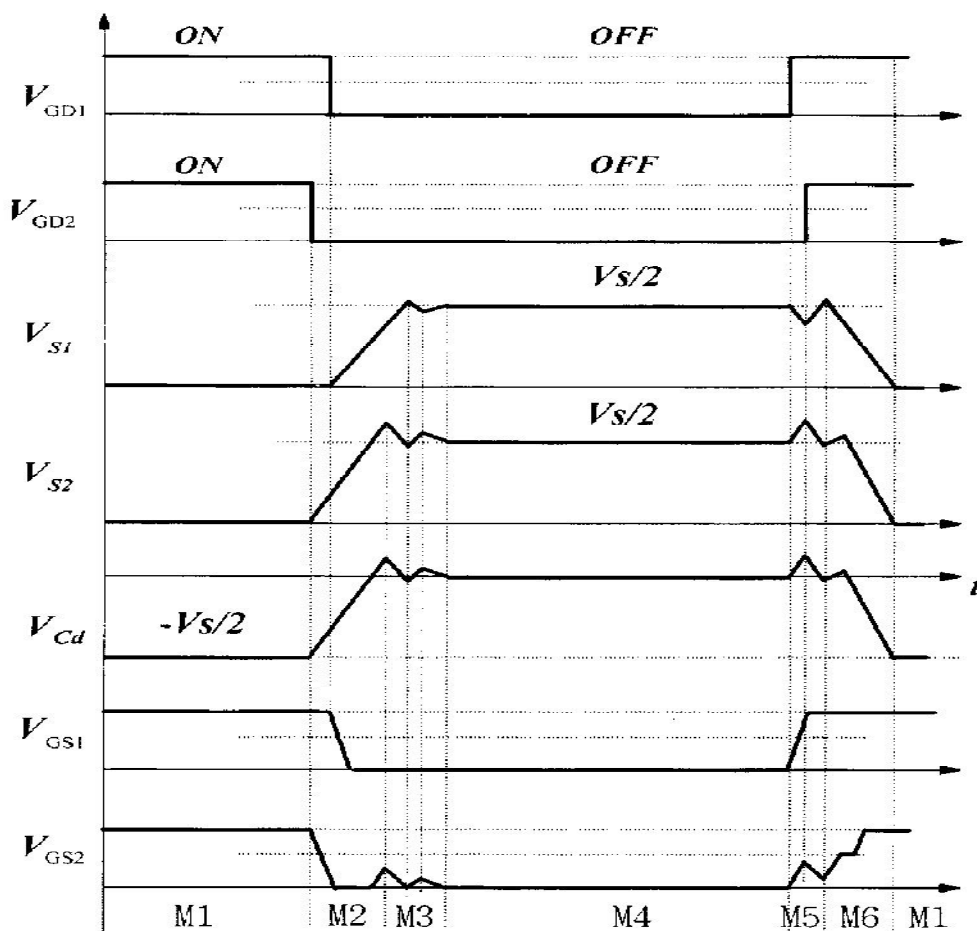 ON OFF
VGD1
ON OFF
VGD2
Vs/2
VS1
Vs/2
VS2
t
VCd -Vs/2
VGS1
VGS2
M1 M2 M3 M4 M5 M6 M1